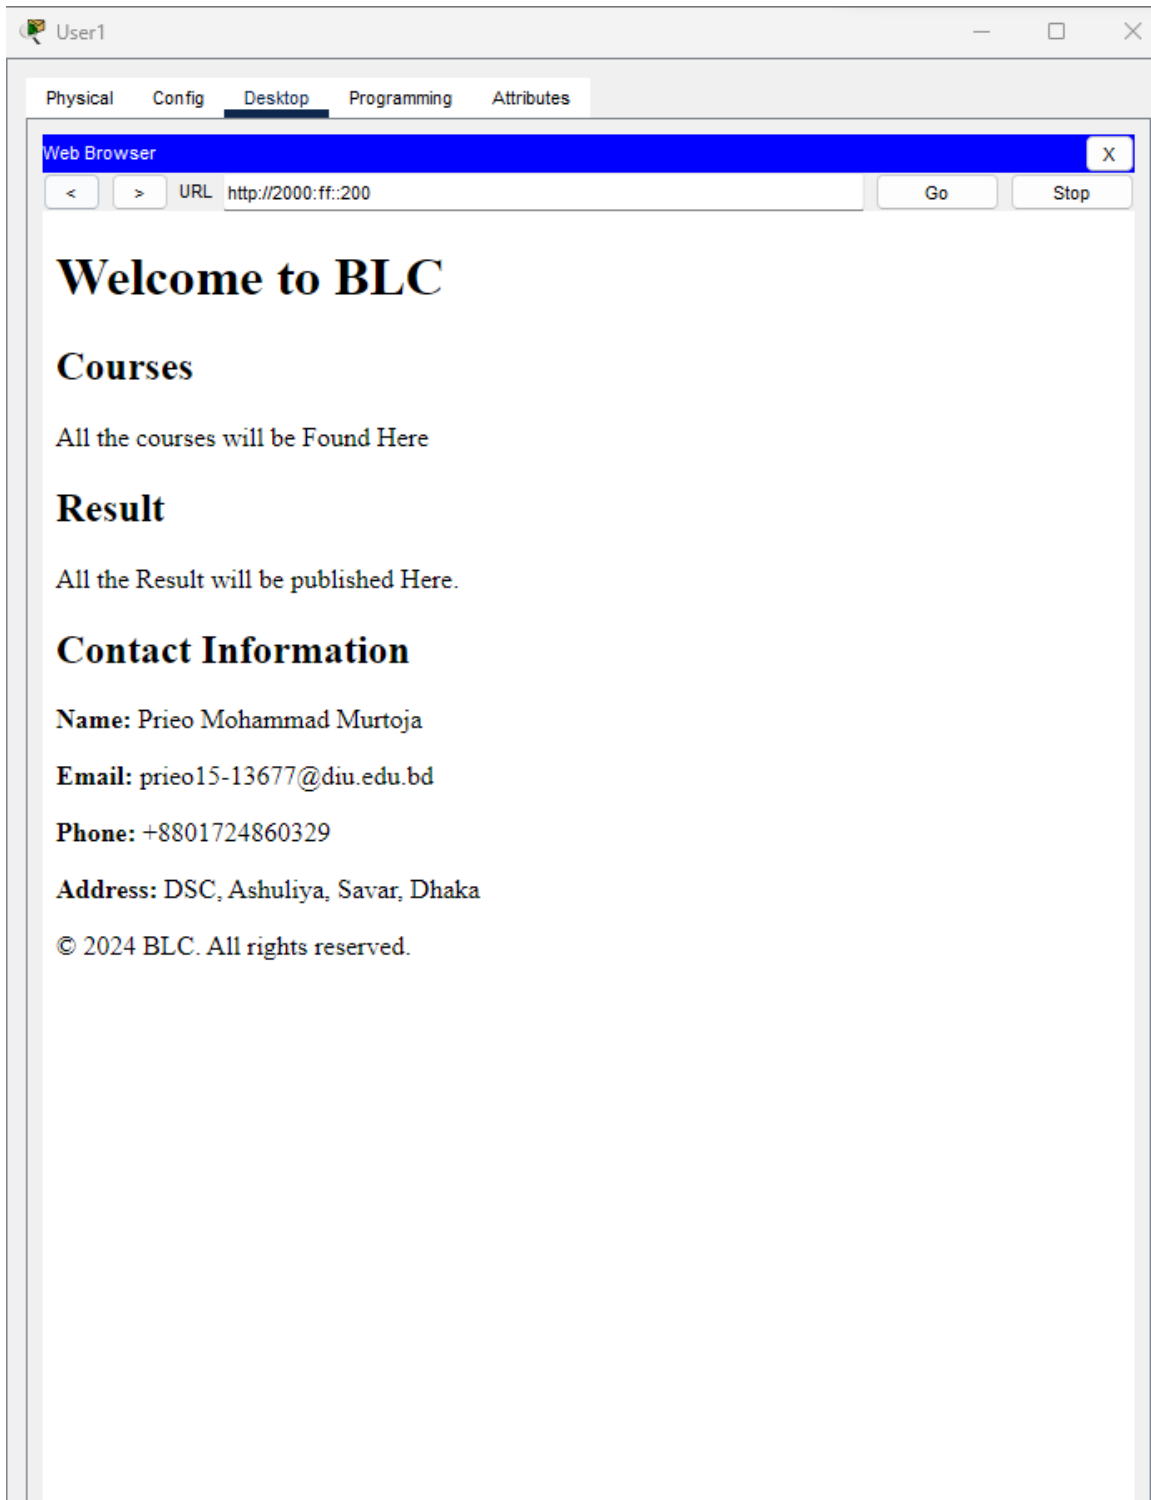 User1
Physical Config Desktop Programming Attributes
Web Browser X
< > URL http://2000:ff::200 Go Stop
Welcome to BLC
Courses
All the courses will be Found Here
Result
All the Result will be published Here.
Contact Information
Name: Prieo Mohammad Murtoja
Email: prieo15-13677@diu.edu.bd
Phone: +8801724860329
Address: DSC, Ashuliya, Savar, Dhaka
© 2024 BLC. All rights reserved.